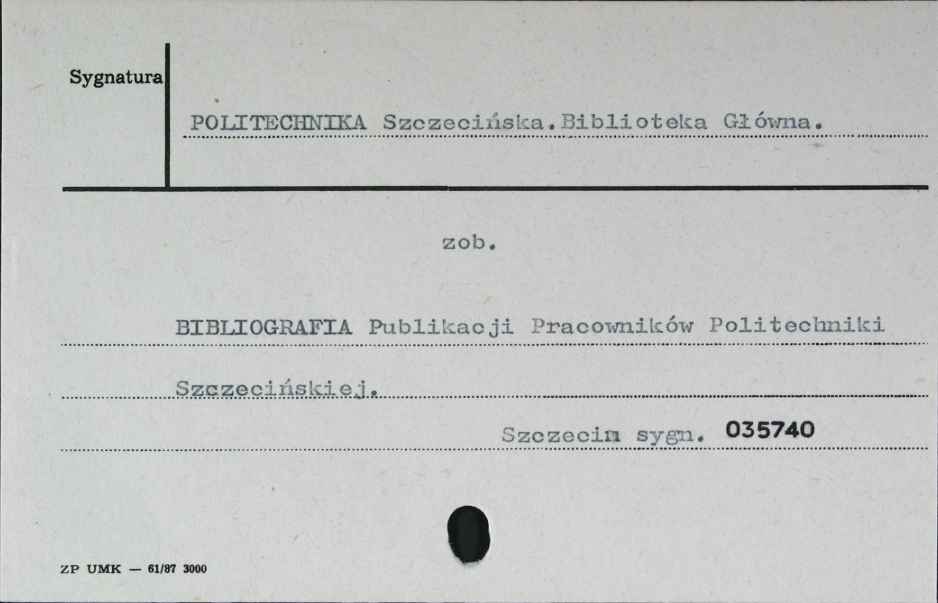 Sygnatura
POLITECHNIKA Szczecińska.Biblioteka Główna.
zob.
BIBLIOGRAFIA Publikacji Pracowników Politechniki
Szczecińskiej.
Szczecin sygn. 035740
ZP UMK — 61/87 3000